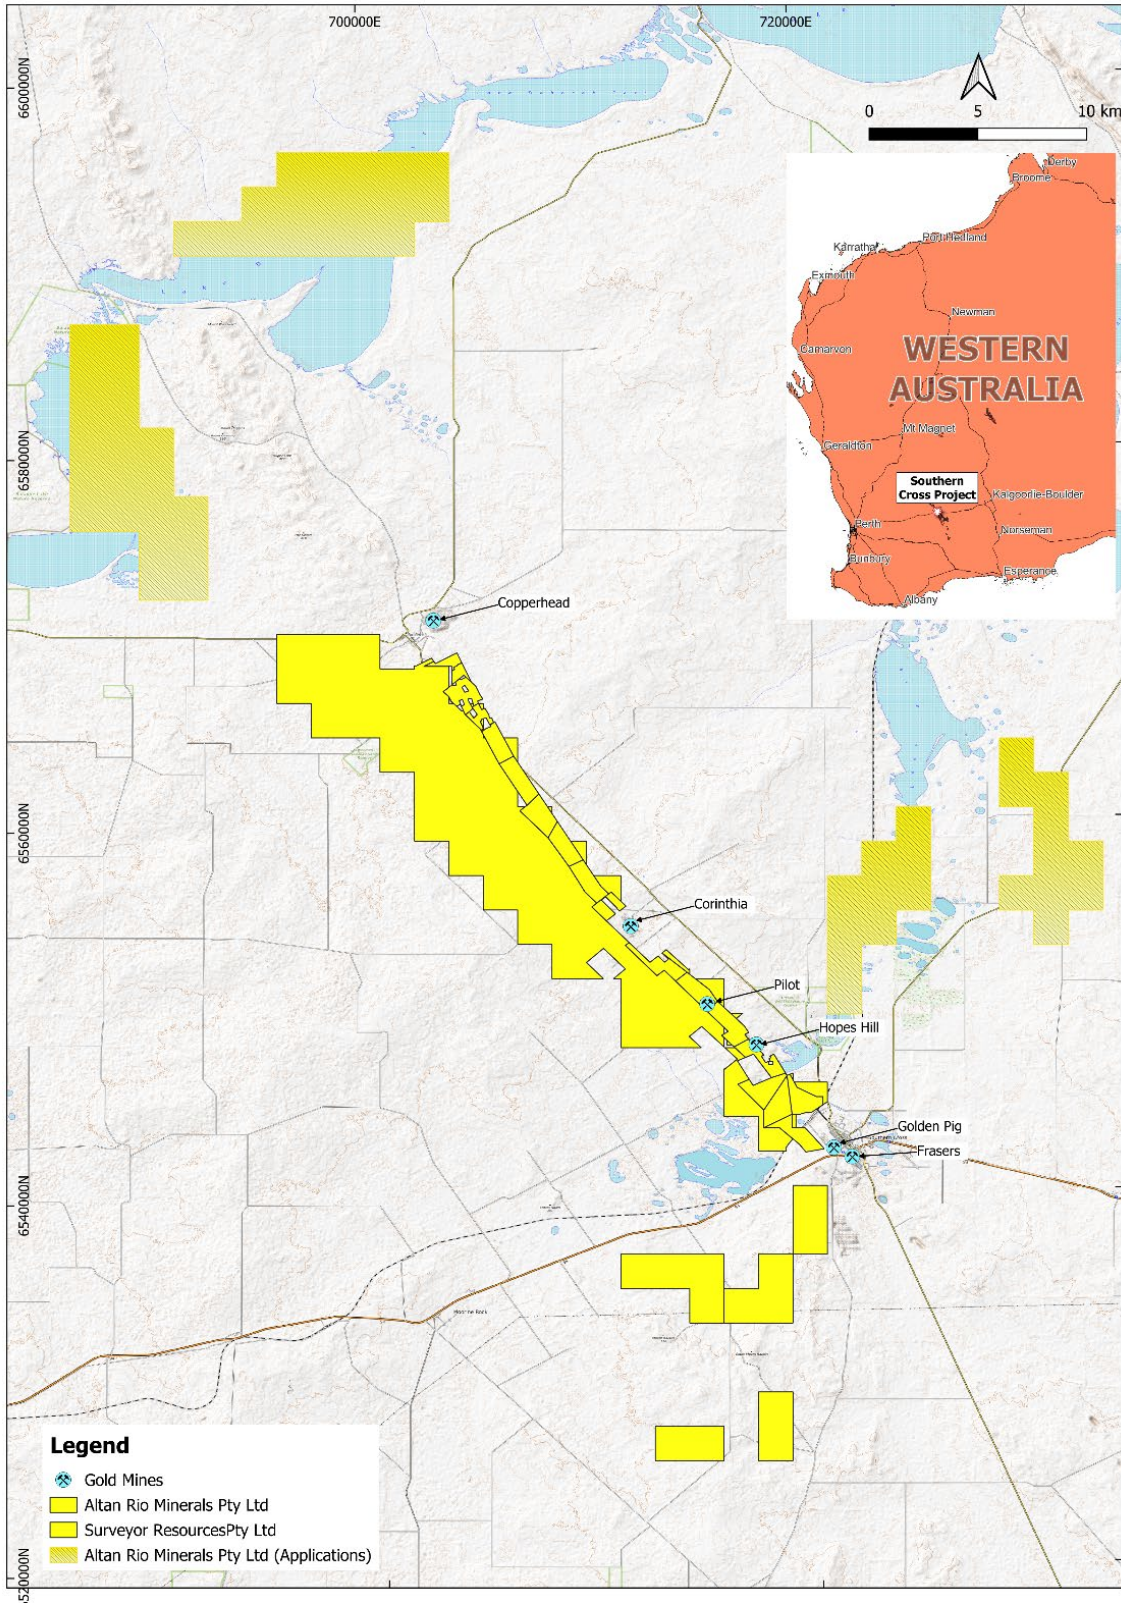 700000E
720000E
6600000N
0 5 10 km
Derby
Broome
Port Hedland
Karratha
Exmouth
Newman
Carnarvon
WESTERN
AUSTRALIA
Mt Magnet
Geraldton
Southern
Cross Project
Kalgoorlie-Boulder
Perth
Norseman
Bunbury
Esperance
Albany
6580000N
Copperhead
6560000N
Corinthia
Pilot
Hopes Hill
Golden Pig
Frasers
6540000N
Legend
Gold Mines
Altan Rio Minerals Pty Ltd
Surveyor ResourcesPty Ltd
Altan Rio Minerals Pty Ltd (Applications)
6520000N